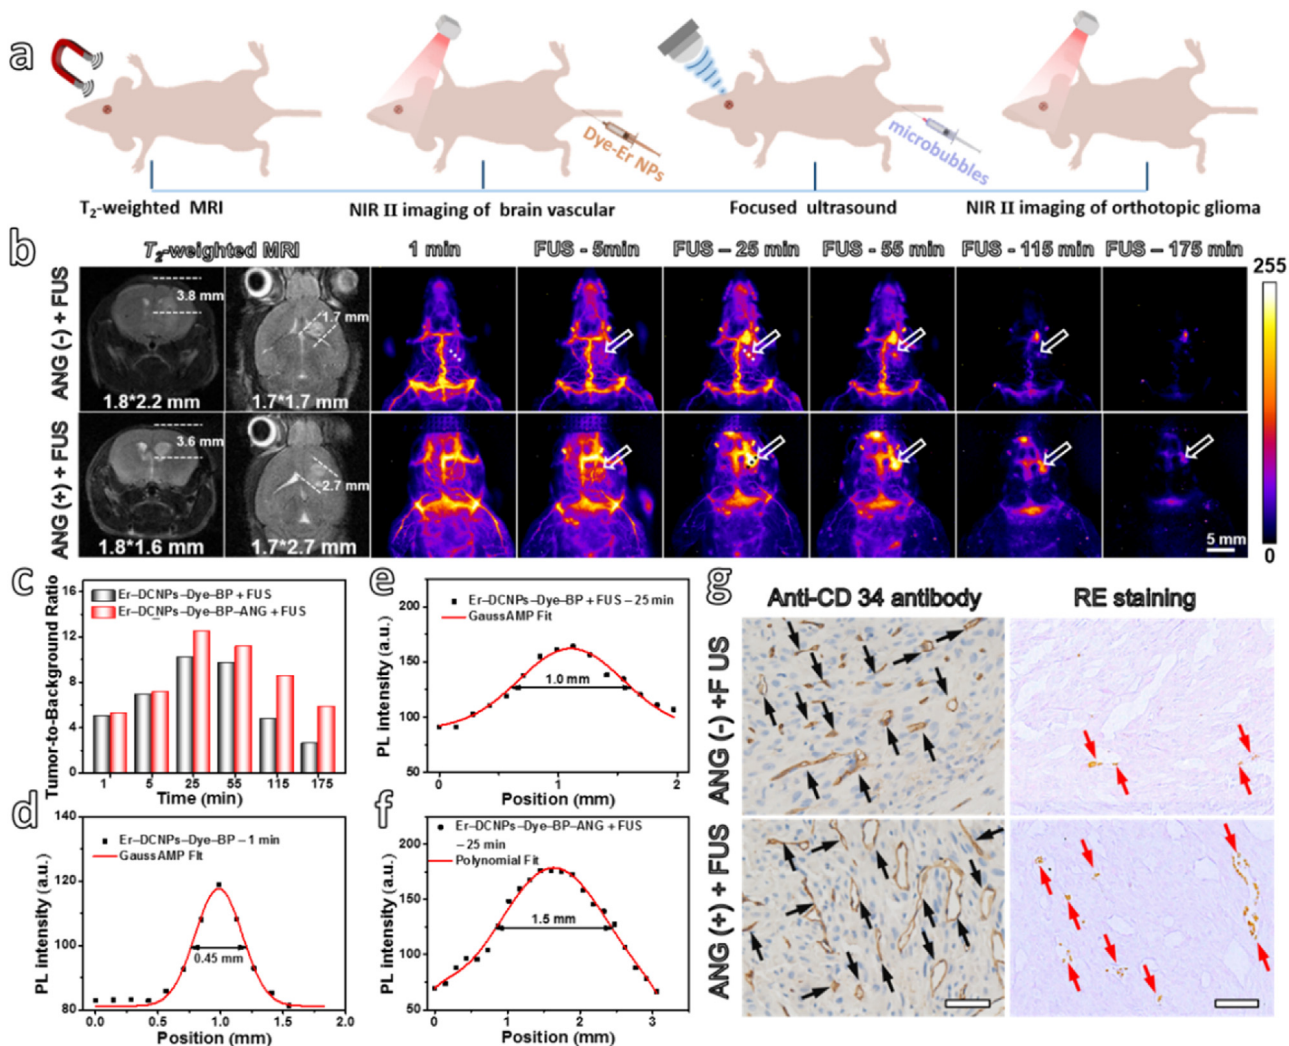 a
Dye-Er NPs
microbubbles
T₂-weighted MRI
NIR II imaging of brain vascular
Focused ultrasound
NIR II imaging of orthotopic glioma
b
T₂-weighted MRI
1 min
FUS - 5min
FUS – 25 min
FUS - 55 min
FUS - 115 min
FUS – 175 min
255
ANG (-) + FUS
3.8 mm
1.7 mm
1.8*2.2 mm
1.7*1.7 mm
ANG (+) + FUS
3.6 mm
2.7 mm
1.8*1.6 mm
1.7*2.7 mm
5 mm
0
c
Er–DCNPs–Dye–BP + FUS
Er–DCNPs–Dye–BP–ANG + FUS
Tumor-to-Background Ratio
16
12
8
4
0
1
5
25
55
115
175
Time (min)
d
Er–DCNPs–Dye–BP – 1 min
GaussAMP Fit
PL intensity (a.u.)
140
120
100
80
0.45 mm
0.0
0.5
1.0
1.5
2.0
Position (mm)
e
Er–DCNPs–Dye–BP + FUS – 25 min
GaussAMP Fit
PL intensity (a.u.)
200
150
100
50
1.0 mm
0
1
2
Position (mm)
f
Er–DCNPs–Dye–BP–ANG + FUS
– 25 min
Polynomial Fit
PL intensity (a.u.)
200
150
100
50
1.5 mm
0
1
2
3
Position (mm)
g
Anti-CD 34 antibody
RE staining
ANG (-) +F US
ANG (+) + FUS